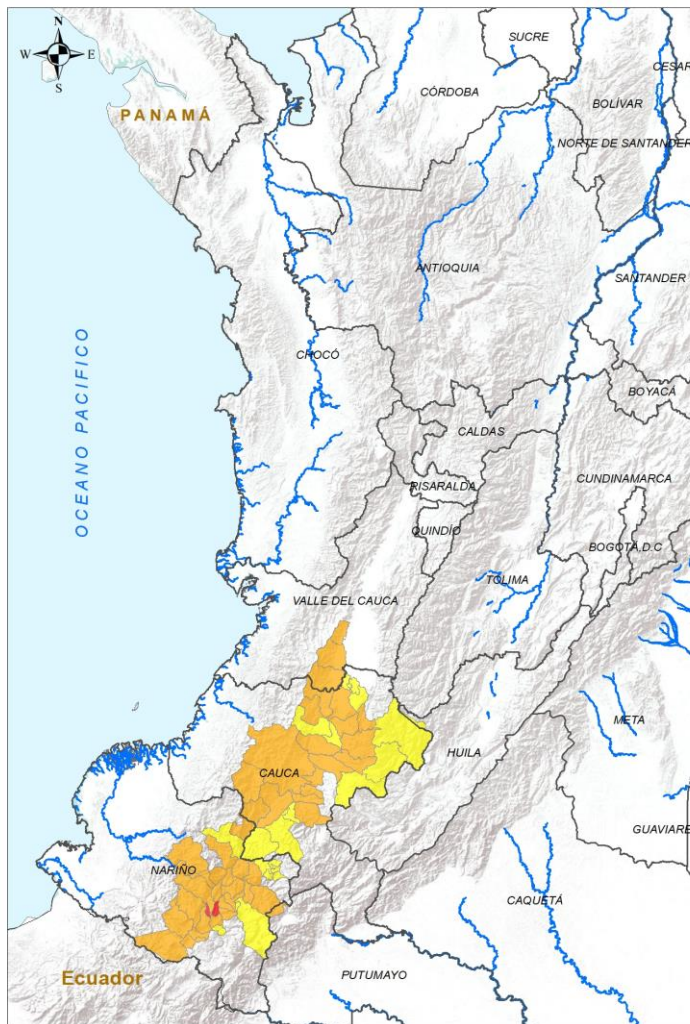 N
W E
S
SUCRE
CESAR
CÓRDOBA
BOLÍVAR
PANAMÁ
NORTE DE SANTANDER
ANTIOQUIA
SANTANDER
OCEANO PACIFICO
CHOCÓ
BOYACÁ
CALDAS
CUNDINAMARCA
RISARALDA
QUINDÍO
BOGOTÁ, D.C
TOLIMA
VALLE DEL CAUCA
META
HUILA
CAUCA
GUAVIARE
NARIÑO
CAQUETÁ
Ecuador
PUTUMAYO